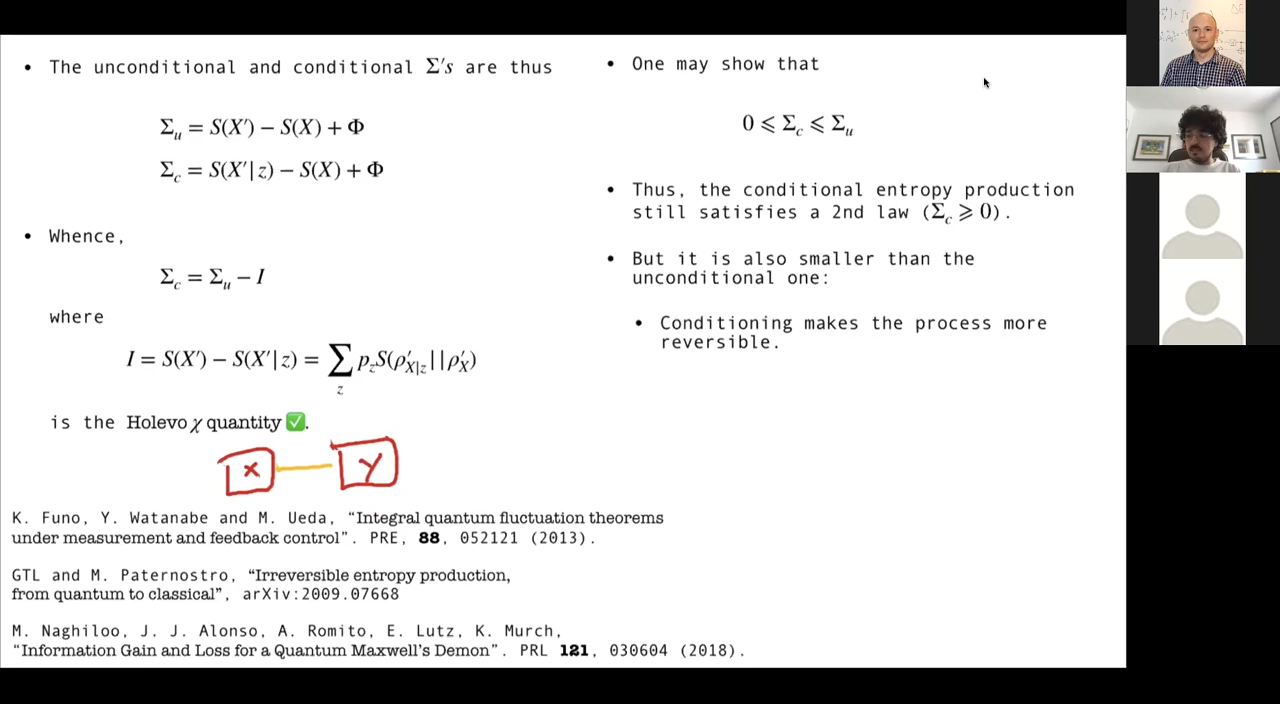 • The unconditional and conditional Σ's are thus
Σ_u = S(X′) − S(X) + Φ
Σ_c = S(X′|z) − S(X) + Φ
• Whence,
Σ_c = Σ_u − I
where
I = S(X′) − S(X′|z) = ∑_z p_z S(ρ′_{X|z}||ρ′_X)
is the Holevo χ quantity ✅.
X Y
K. Funo, Y. Watanabe and M. Ueda, “Integral quantum fluctuation theorems
under measurement and feedback control”. PRE, 88, 052121 (2013).
GTL and M. Paternostro, “Irreversible entropy production,
from quantum to classical”, arXiv:2009.07668
M. Naghiloo, J. J. Alonso, A. Romito, E. Lutz, K. Murch,
“Information Gain and Loss for a Quantum Maxwell's Demon”. PRL 121, 030604 (2018).
• One may show that
0 ⩽ Σ_c ⩽ Σ_u
• Thus, the conditional entropy production
still satisfies a 2nd law (Σ_c ⩾ 0).
• But it is also smaller than the
unconditional one:
• Conditioning makes the process more
reversible.